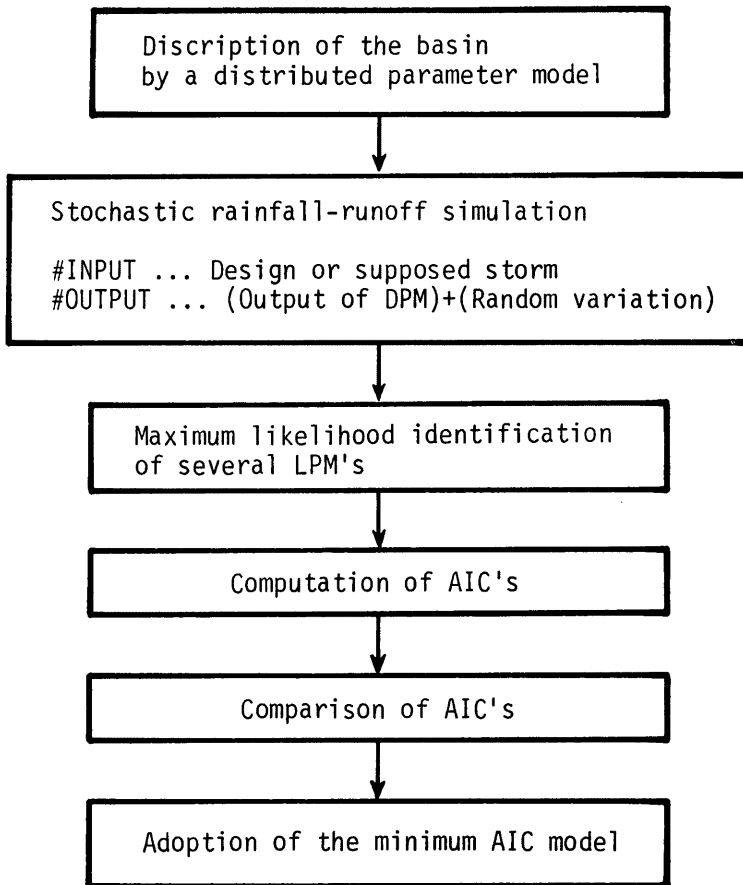 Discription of the basin
by a distributed parameter model
Stochastic rainfall-runoff simulation
#INPUT ... Design or supposed storm
#OUTPUT ... (Output of DPM)+(Random variation)
Maximum likelihood identification
of several LPM's
Computation of AIC's
Comparison of AIC's
Adoption of the minimum AIC model